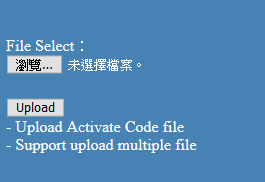 File Select：
瀏覽... 未選擇檔案。
Upload
- Upload Activate Code file
- Support upload multiple file